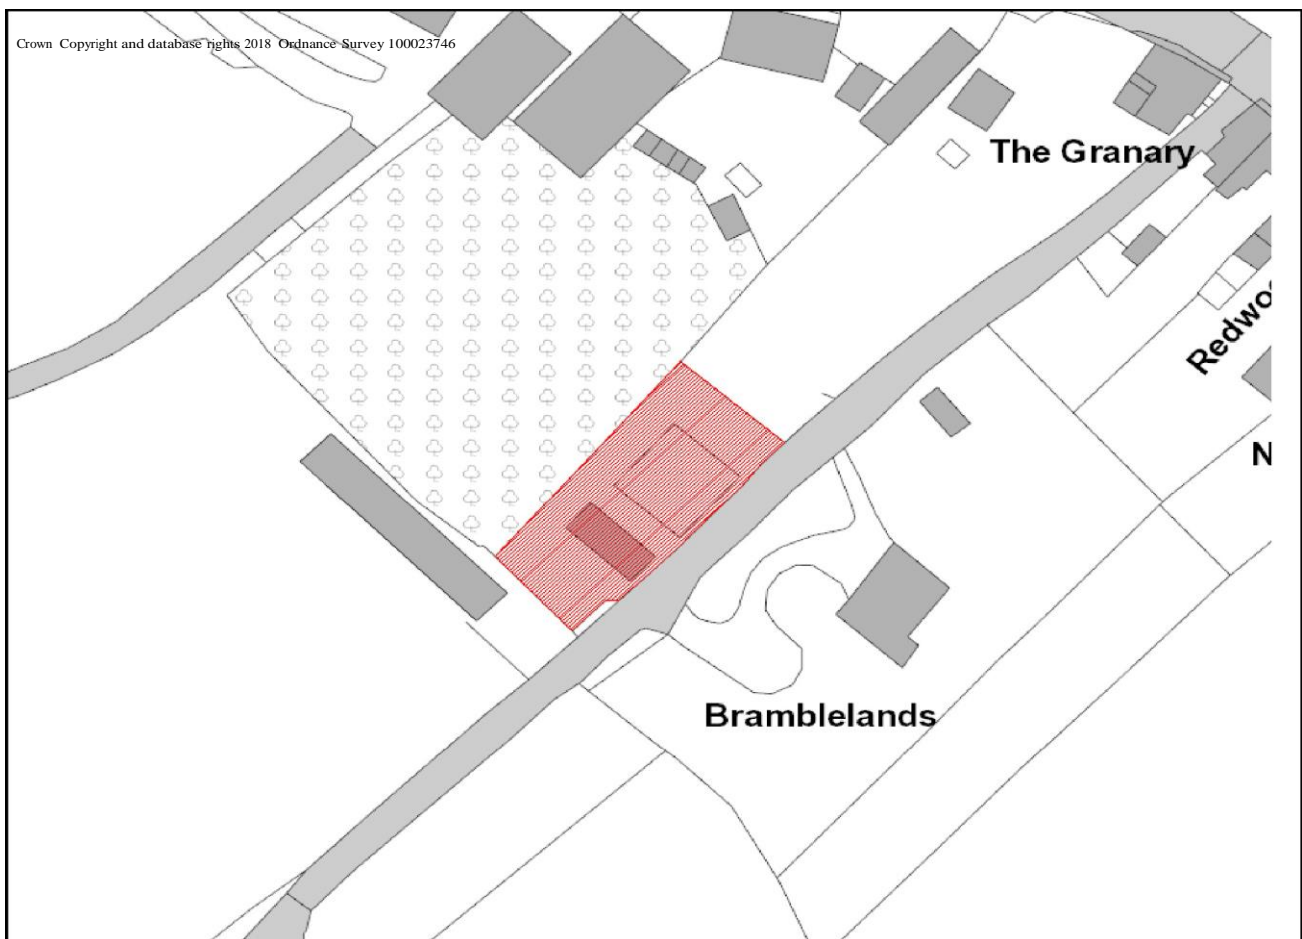 Crown Copyright and database rights 2018 Ordnance Survey 100023746
The Granary
Redwo
N
Bramblelands